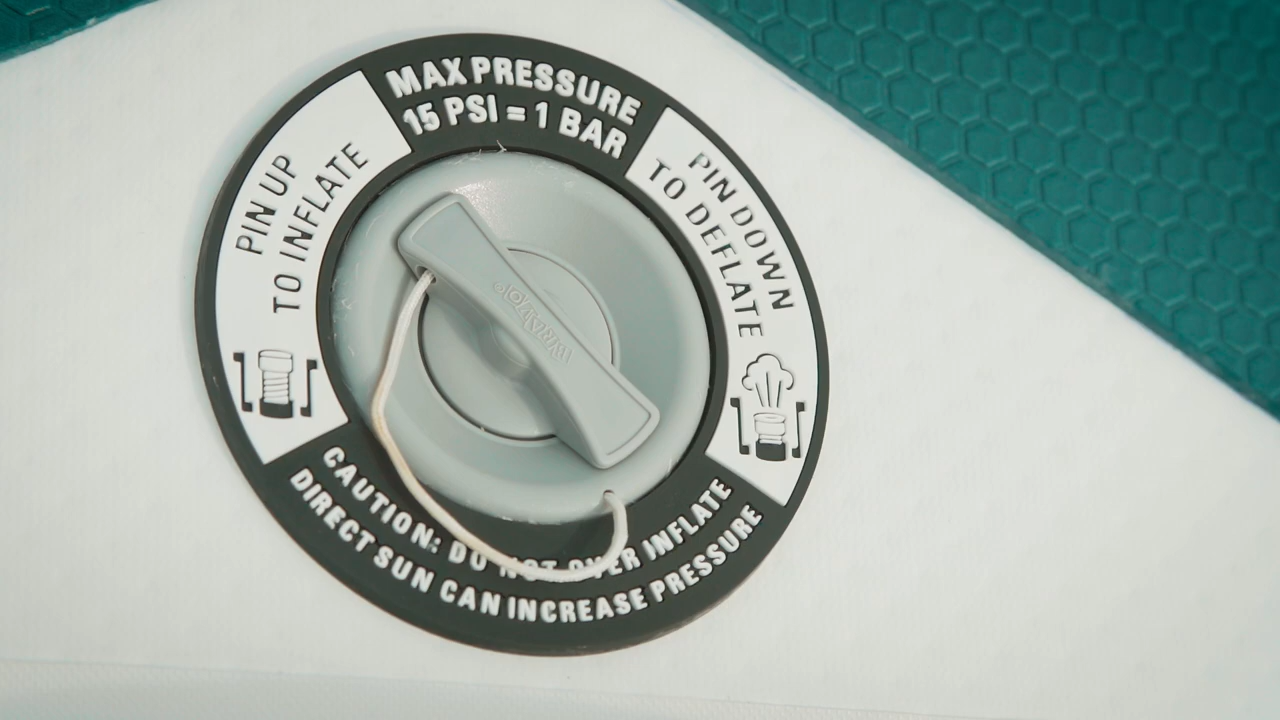 MAX PRESSURE
15 PSI = 1 BAR
PIN UP
TO INFLATE
PIN DOWN
TO DEFLATE
CAUTION: DO NOT OVER INFLATE
DIRECT SUN CAN INCREASE PRESSURE